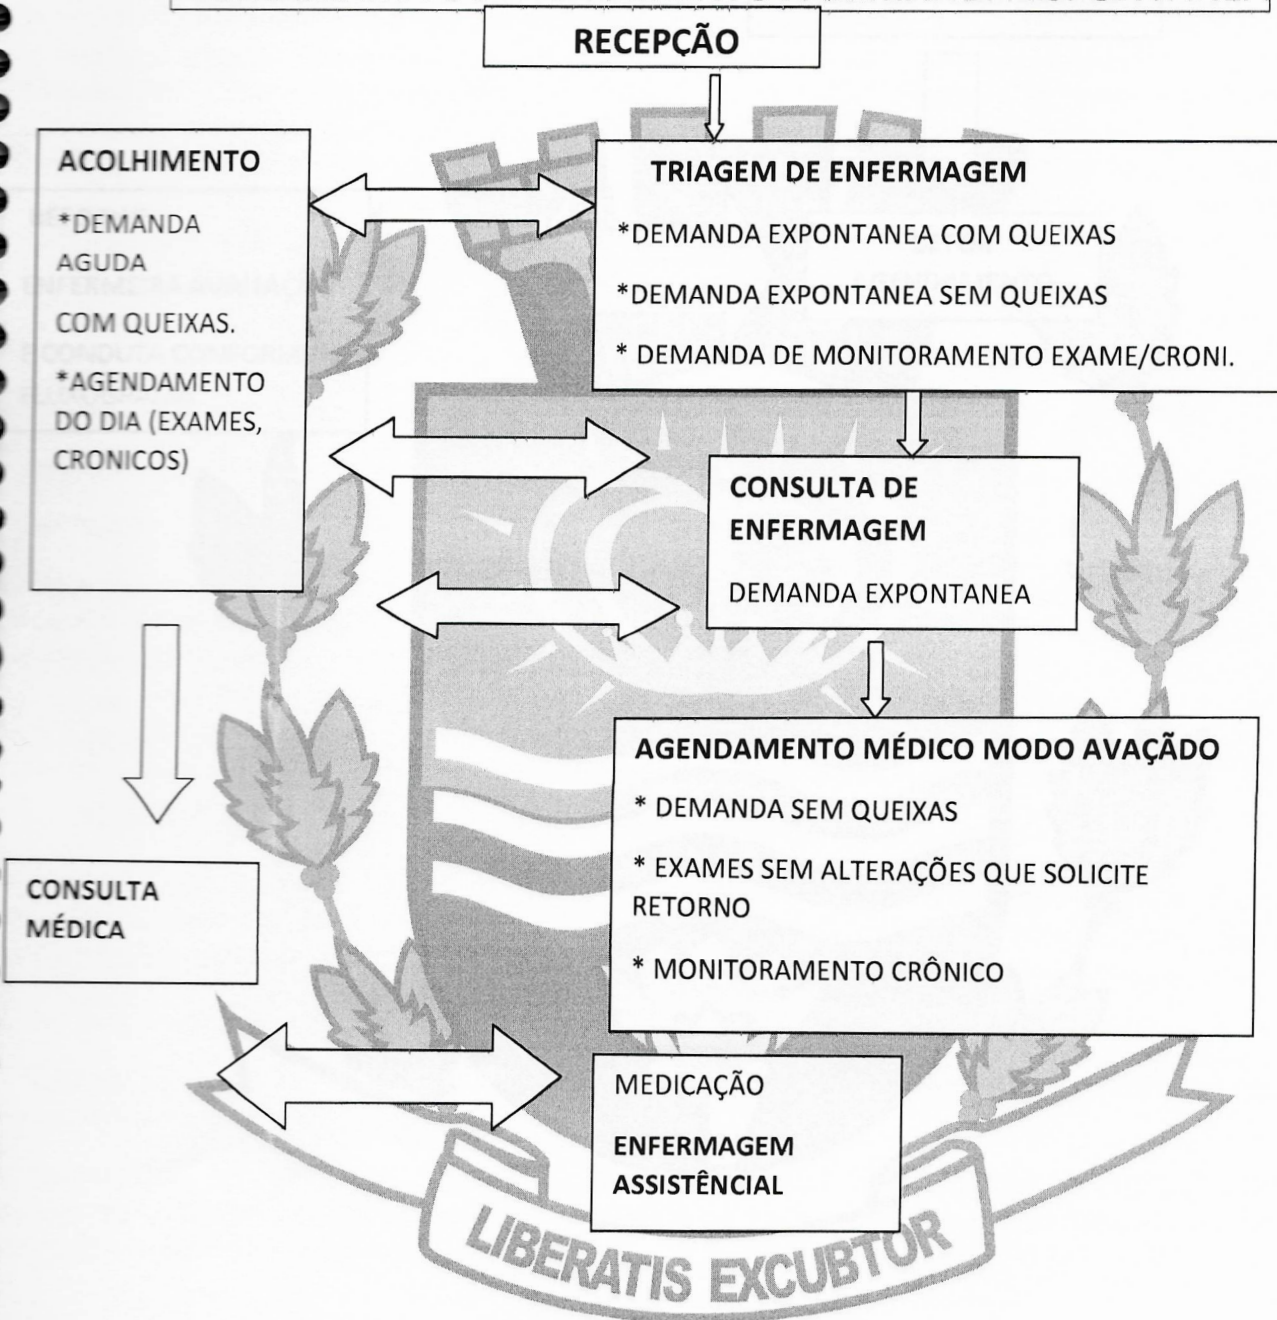 RECEPÇÃO
ACOLHIMENTO
*DEMANDA
AGUDA
COM QUEIXAS.
*AGENDAMENTO
DO DIA (EXAMES,
CRONICOS)
TRIAGEM DE ENFERMAGEM
*DEMANDA EXPONTANEA COM QUEIXAS
*DEMANDA EXPONTANEA SEM QUEIXAS
* DEMANDA DE MONITORAMENTO EXAME/CRONI.
CONSULTA DE
ENFERMAGEM
DEMANDA EXPONTANEA
AGENDAMENTO MÉDICO MODO AVAÇÃDO
* DEMANDA SEM QUEIXAS
* EXAMES SEM ALTERAÇÕES QUE SOLICITE
RETORNO
* MONITORAMENTO CRÔNICO
CONSULTA
MÉDICA
MEDICAÇÃO
ENFERMAGEM
ASSISTÊNCIAL
LIBERATIS EXCUBTOR